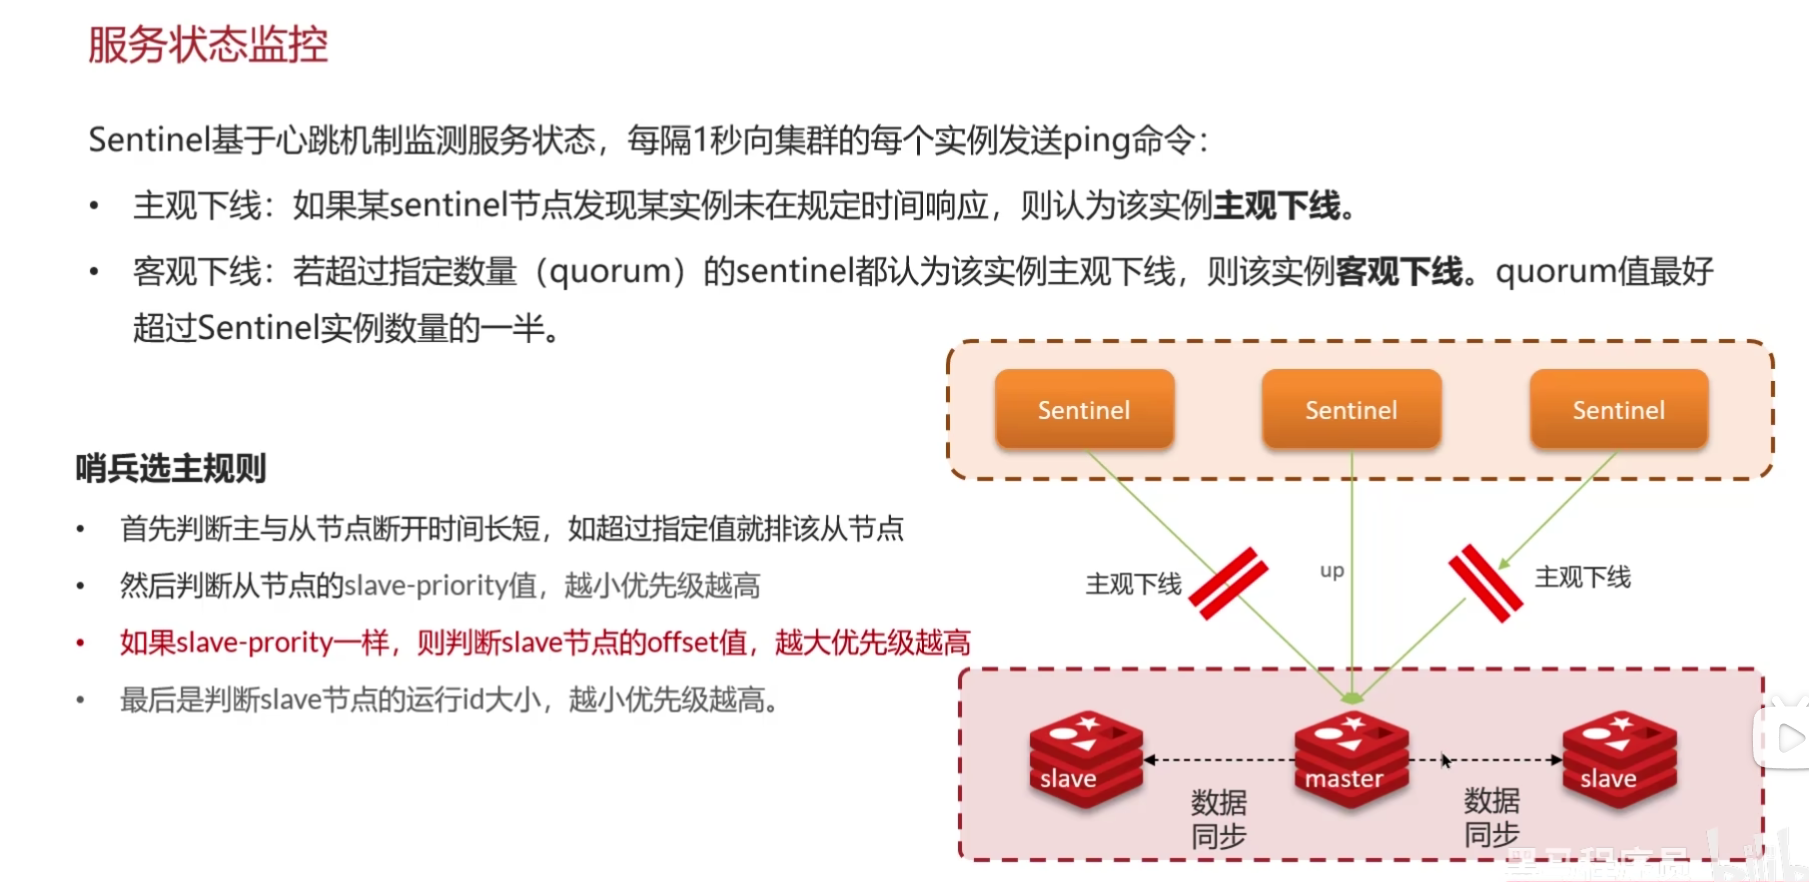 服务状态监控
Sentinel基于心跳机制监测服务状态，每隔1秒向集群的每个实例发送ping命令：
• 主观下线：如果某sentinel节点发现某实例未在规定时间响应，则认为该实例主观下线。
• 客观下线：若超过指定数量（quorum）的sentinel都认为该实例主观下线，则该实例客观下线。quorum值最好
超过Sentinel实例数量的一半。
哨兵选主规则
• 首先判断主与从节点断开时间长短，如超过指定值就排该从节点
• 然后判断从节点的slave-priority值，越小优先级越高
• 如果slave-prority一样，则判断slave节点的offset值，越大优先级越高
• 最后是判断slave节点的运行id大小，越小优先级越高。
Sentinel
Sentinel
Sentinel
主观下线
up
主观下线
slave
master
slave
数据
同步
数据
同步
黑马程序员